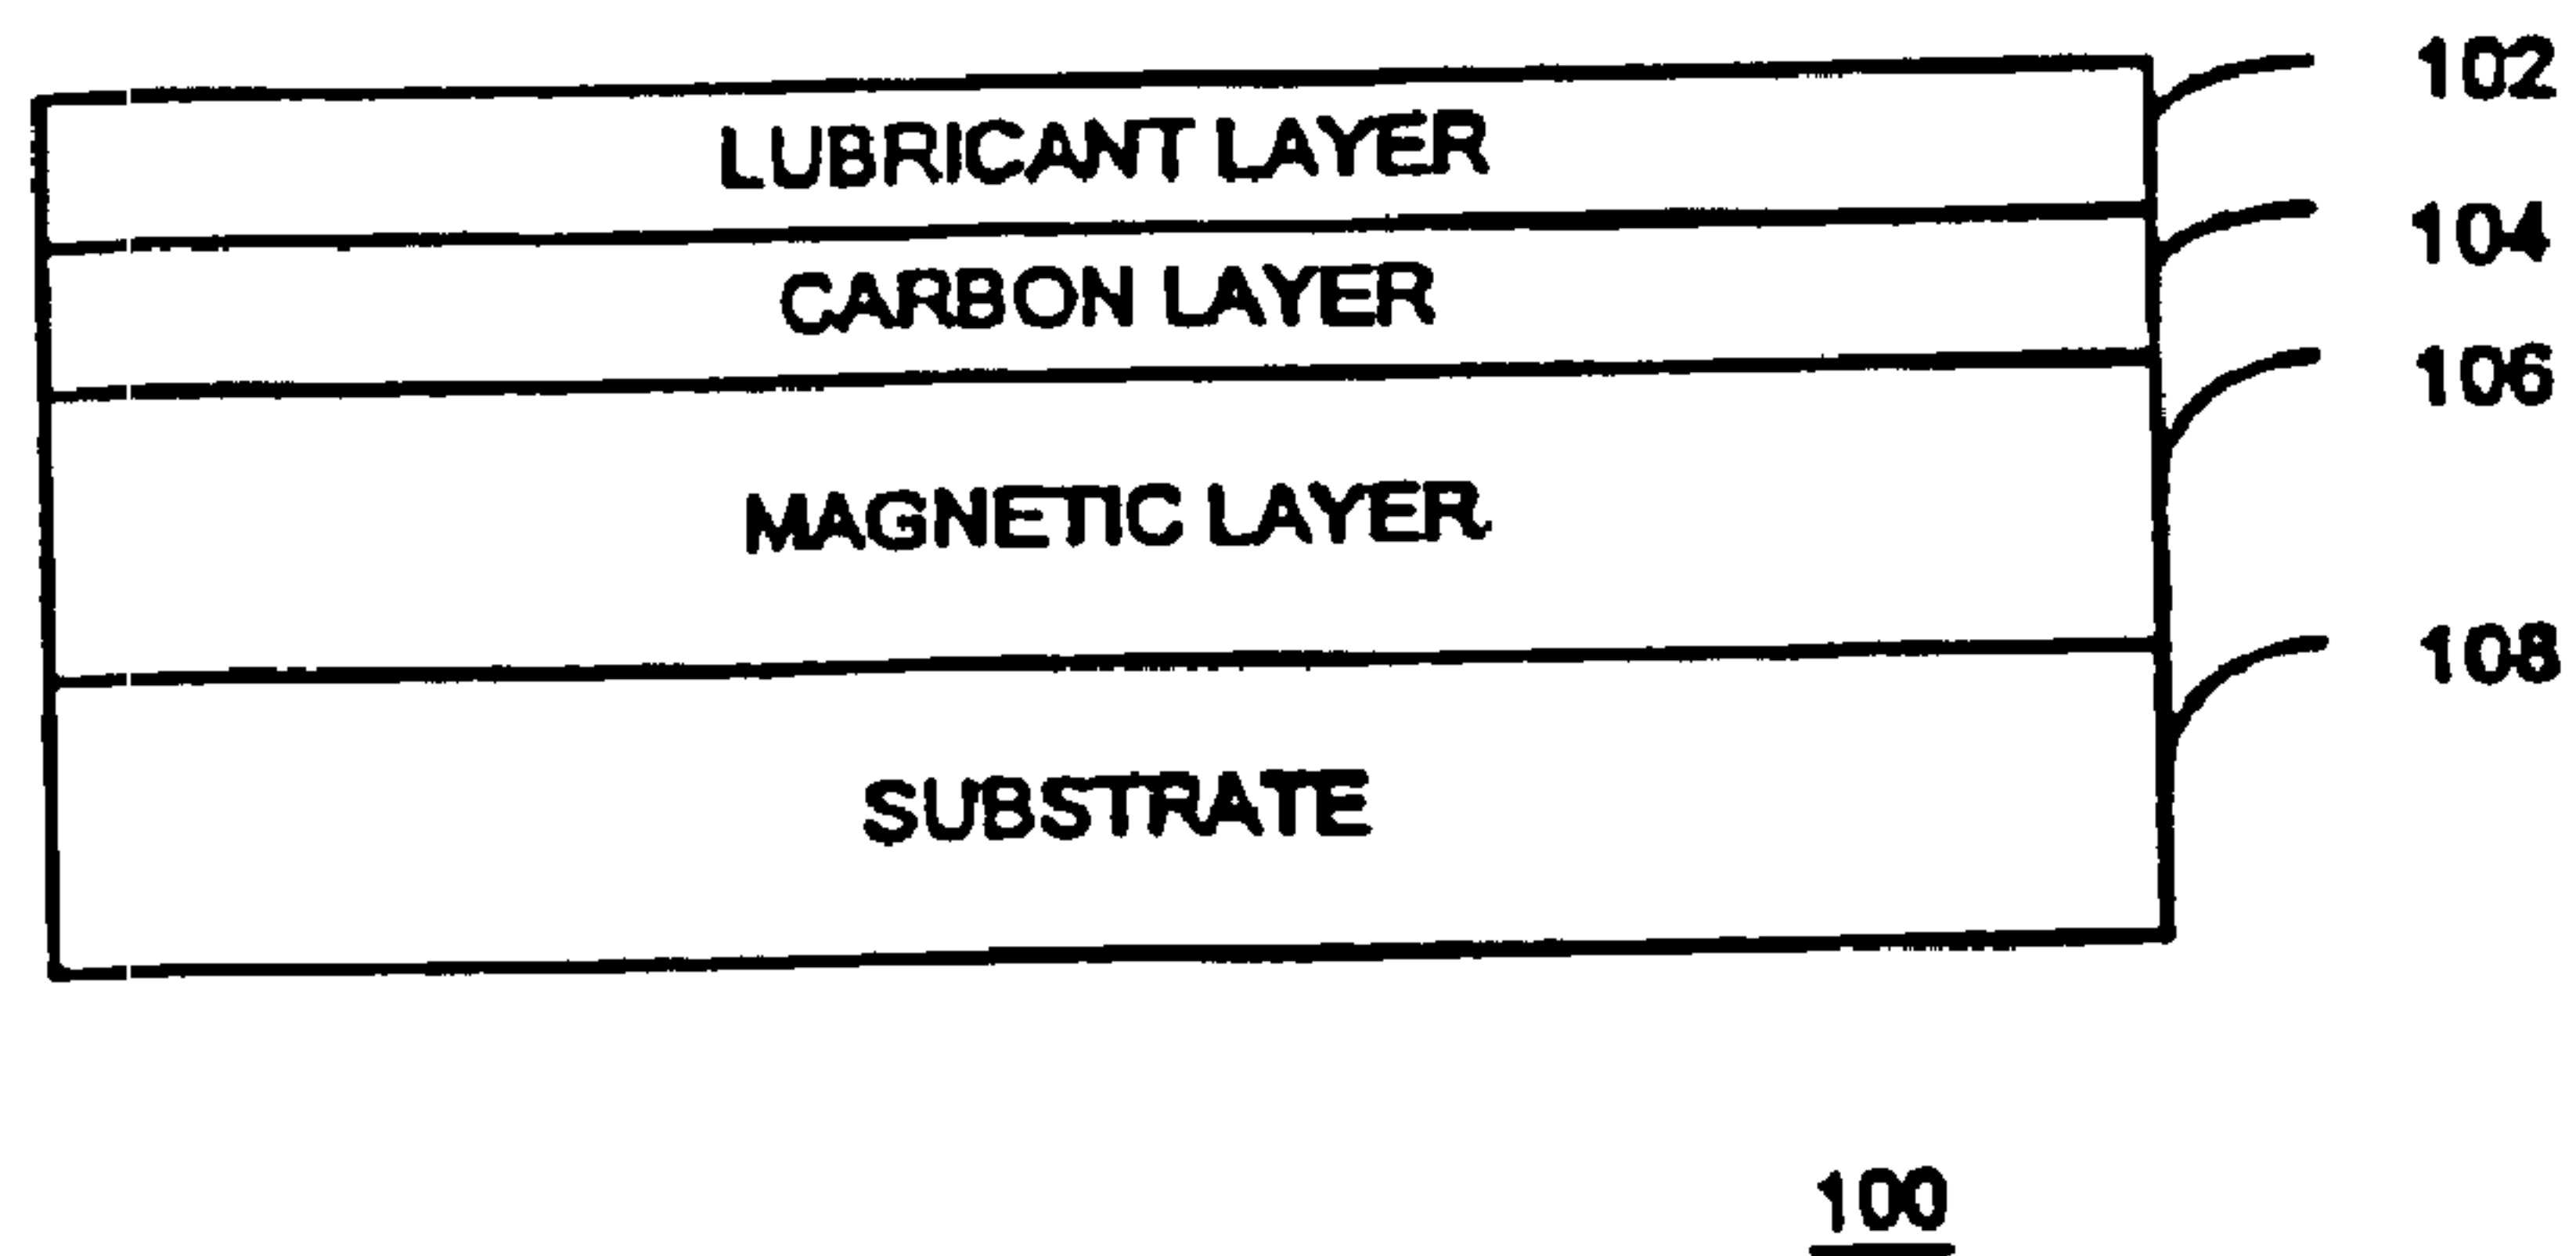 102
LUBRICANT LAYER
104
CARBON LAYER
106
MAGNETIC LAYER
108
SUBSTRATE
100